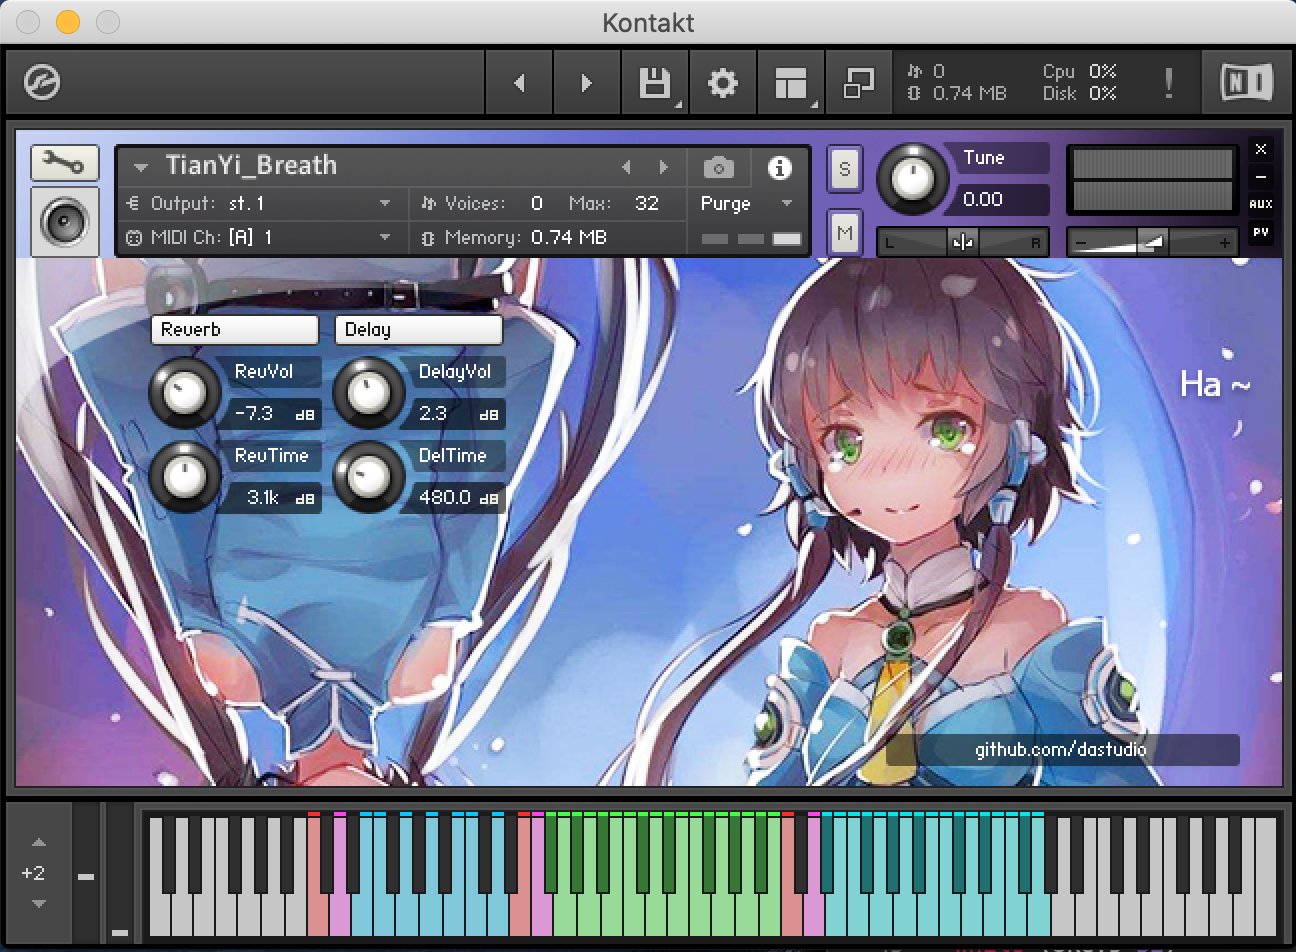 Kontakt
0
0.74 MB
Cpu 0%
Disk 0%
!
NI
TianYi_Breath
i
Output: st. 1
Voices: 0 Max: 32
Purge
MIDI Ch: [A] 1
Memory: 0.74 MB
S
M
Tune
0.00
L R
- +
x
-
AUX
PV
Reverb
Delay
RevVol
-7.3 dB
DelayVol
2.3 dB
RevTime
3.1k dB
DelTime
480.0 dB
Ha ~
github.com/dastudio
+2